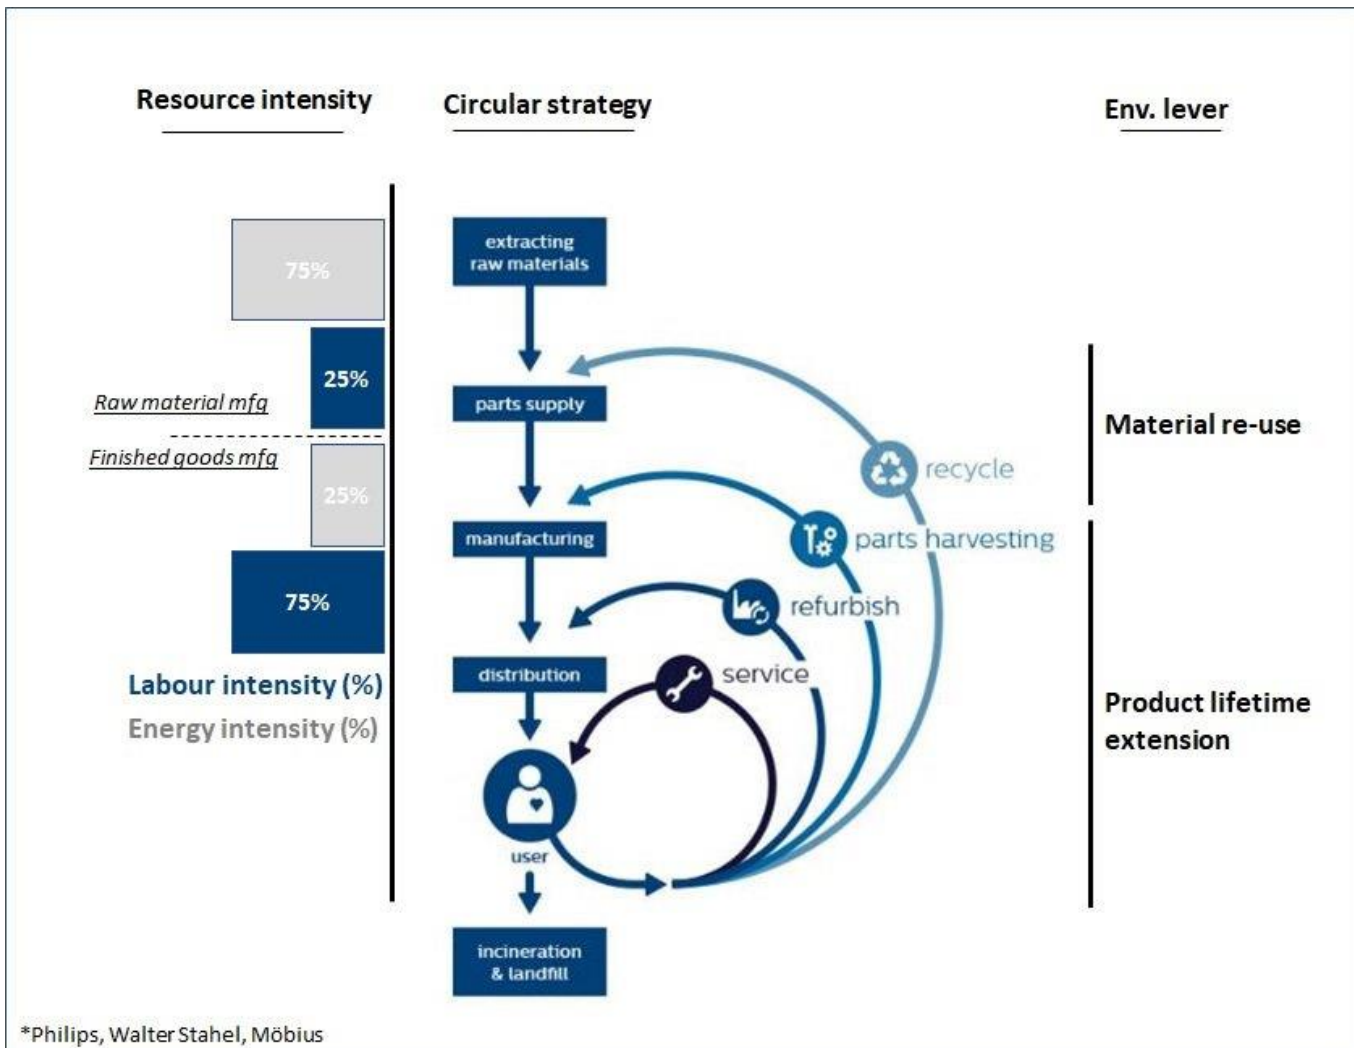 Resource intensity
Circular strategy
Env. lever
75%
25%
Raw material mfg
Finished goods mfg
25%
75%
Labour intensity (%)
Energy intensity (%)
extracting
raw materials
parts supply
manufacturing
distribution
user
incineration
& landfill
recycle
parts harvesting
refurbish
service
Material re-use
Product lifetime
extension
*Philips, Walter Stahel, Möbius